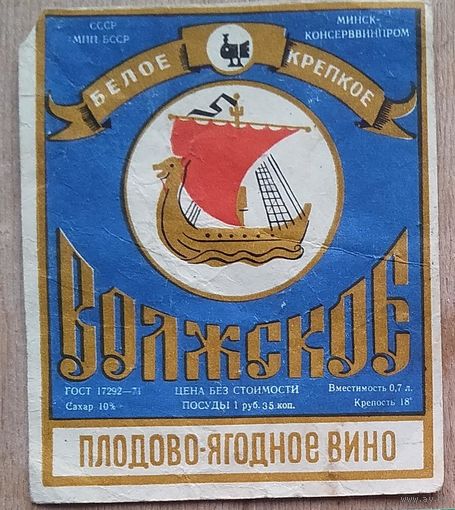 СССР
МПП БССР
МИНСК-
КОНСЕРВВИНПРОМ
БЕЛОЕ КРЕПКОЕ
ВОЛЖСКОЕ
ГОСТ 17292—71
Сахар 10%
ЦЕНА БЕЗ СТОИМОСТИ
ПОСУДЫ 1 руб. 35 коп.
Вместимость 0,7 л.
Крепость 18°
ПЛОДОВО-ЯГОДНОЕ ВИНО